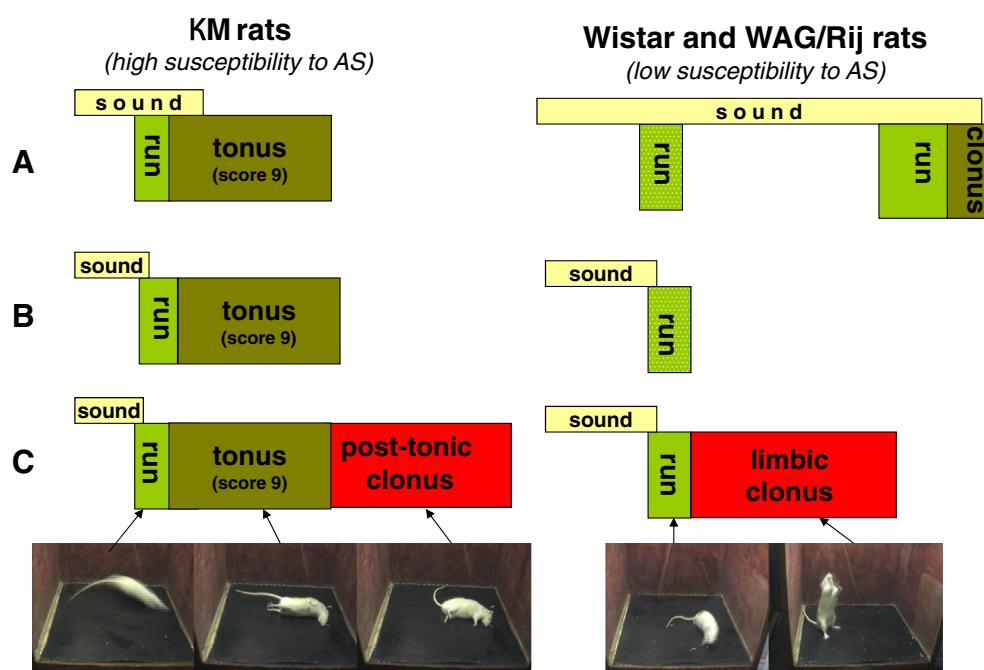 KM rats
(high susceptibility to AS)
Wistar and WAG/Rij rats
(low susceptibility to AS)
A
sound
run
tonus
(score 9)
sound
run
run
clonus
B
sound
run
tonus
(score 9)
sound
run
C
sound
run
tonus
(score 9)
post-tonic
clonus
sound
run
limbic
clonus